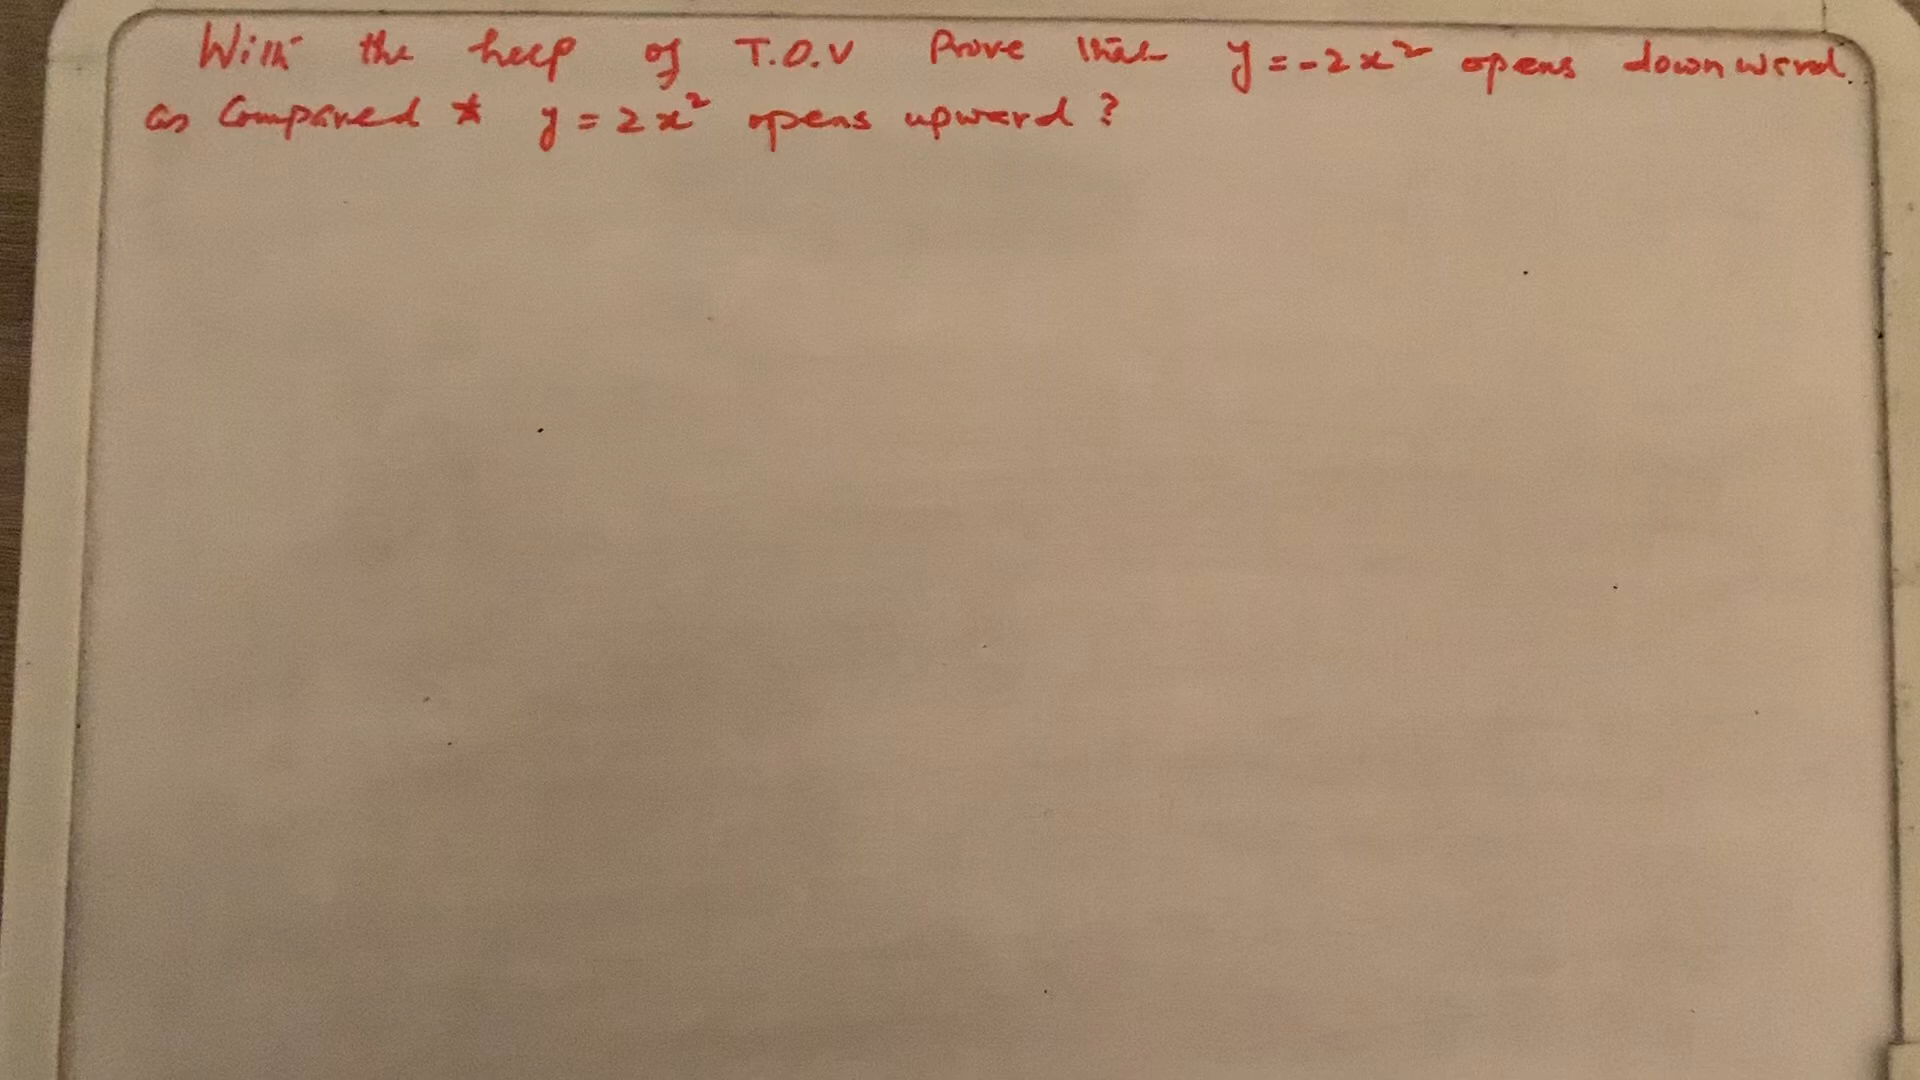 With the help of T.O.V Prove that y = -2x² opens downward
as compared to y = 2x² opens upward ?